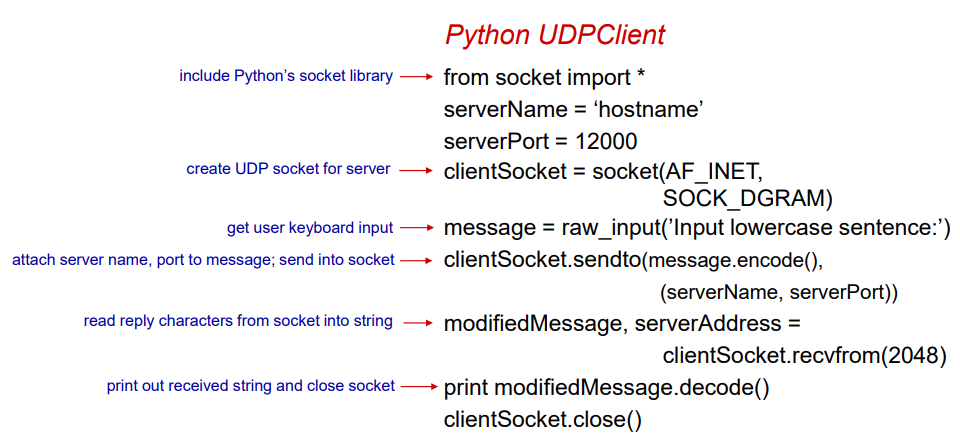 Python UDPClient
include Python's socket library from socket import *
serverName = ‘hostname’
serverPort = 12000
create UDP socket for server clientSocket = socket(AF_INET,
SOCK_DGRAM)
get user keyboard input message = raw_input(’Input lowercase sentence:’)
attach server name, port to message; send into socket clientSocket.sendto(message.encode(),
(serverName, serverPort))
read reply characters from socket into string modifiedMessage, serverAddress =
clientSocket.recvfrom(2048)
print out received string and close socket print modifiedMessage.decode()
clientSocket.close()